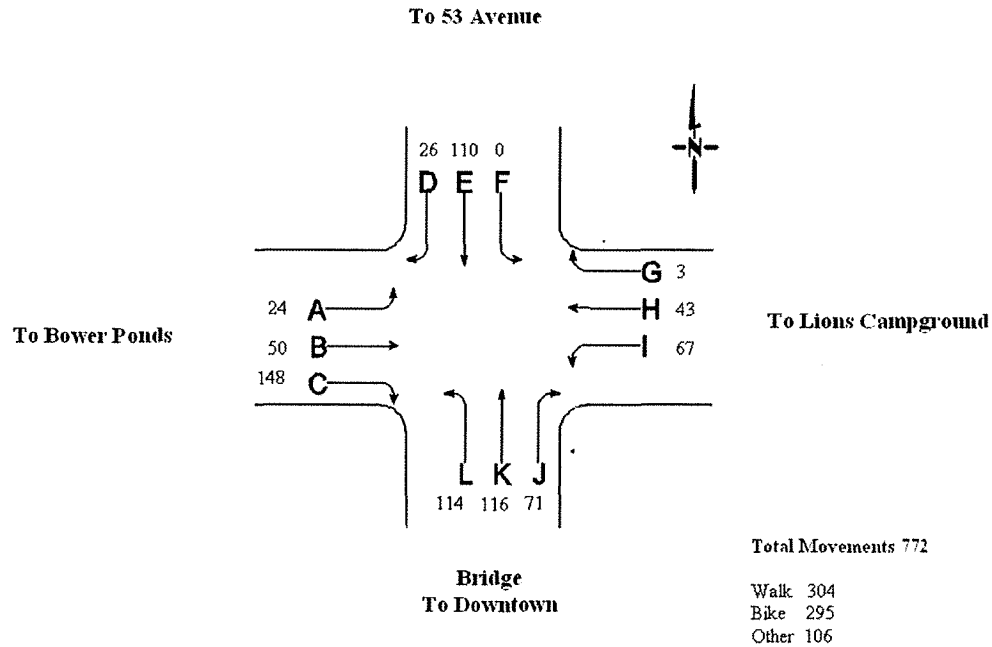 To 53 Avenue
26 110 0
D E F
N
G 3
24 A
H 43
To Bower Ponds
To Lions Campground
50 B
I 67
148 C
L K J
114 116 71
Total Movements 772
Bridge
To Downtown
Walk 304
Bike 295
Other 106